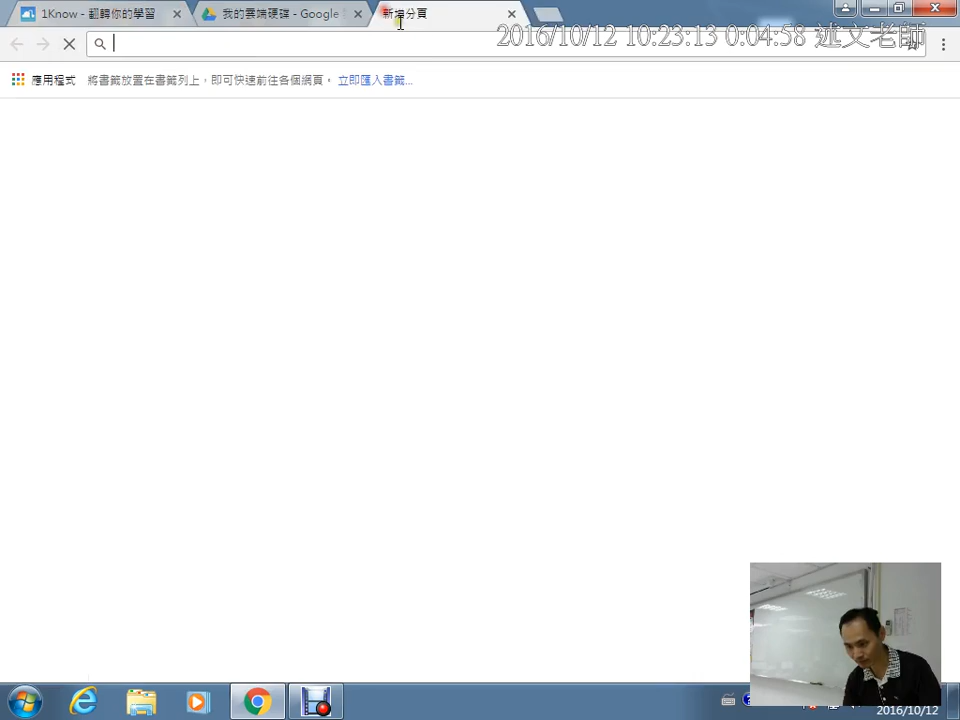 1Know - 翻轉你的學習
我的雲端硬碟 - Google
新增分頁
2016/10/12 10:23:13 0:04:58 述文老師
應用程式
將書籤放置在書籤列上，即可快速前往各個網頁。
立即匯入書籤...
2016/10/12